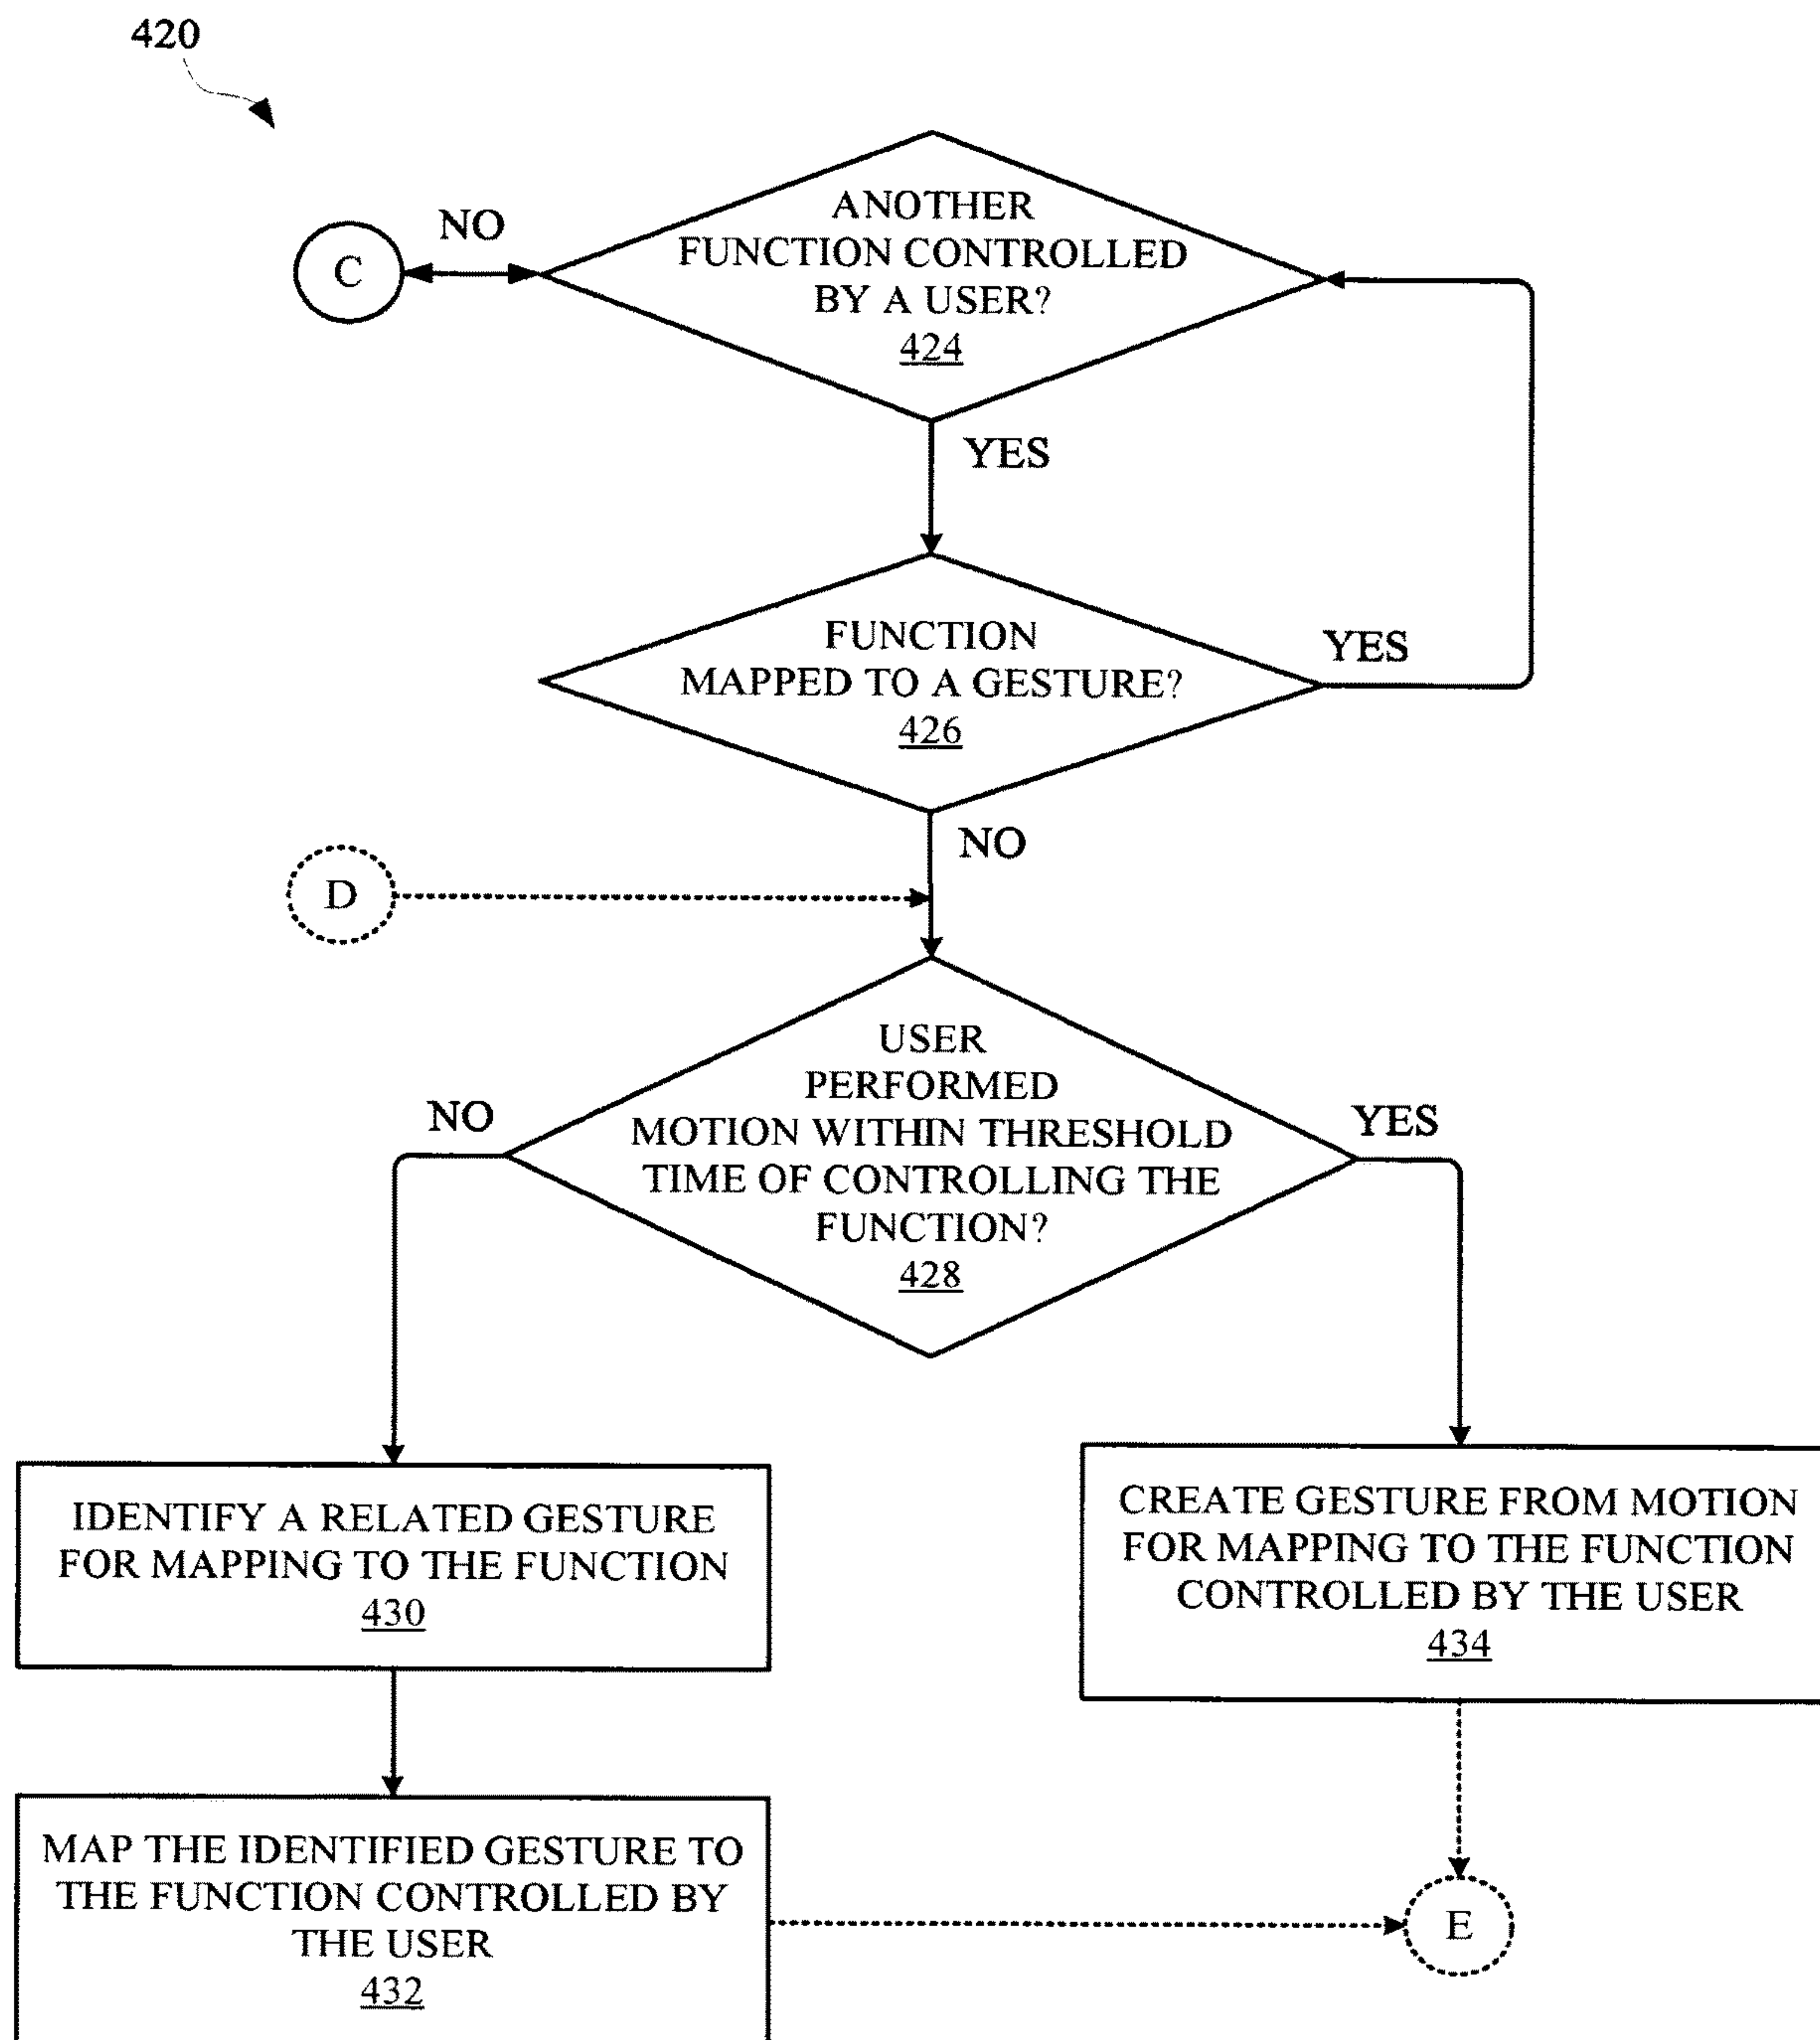 420
ANOTHER
FUNCTION CONTROLLED
BY A USER?
424
NO
C
YES
FUNCTION
MAPPED TO A GESTURE?
426
YES
NO
D
USER
PERFORMED
MOTION WITHIN THRESHOLD
TIME OF CONTROLLING THE
FUNCTION?
428
NO
YES
IDENTIFY A RELATED GESTURE
FOR MAPPING TO THE FUNCTION
430
CREATE GESTURE FROM MOTION
FOR MAPPING TO THE FUNCTION
CONTROLLED BY THE USER
434
MAP THE IDENTIFIED GESTURE TO
THE FUNCTION CONTROLLED BY
THE USER
432
E